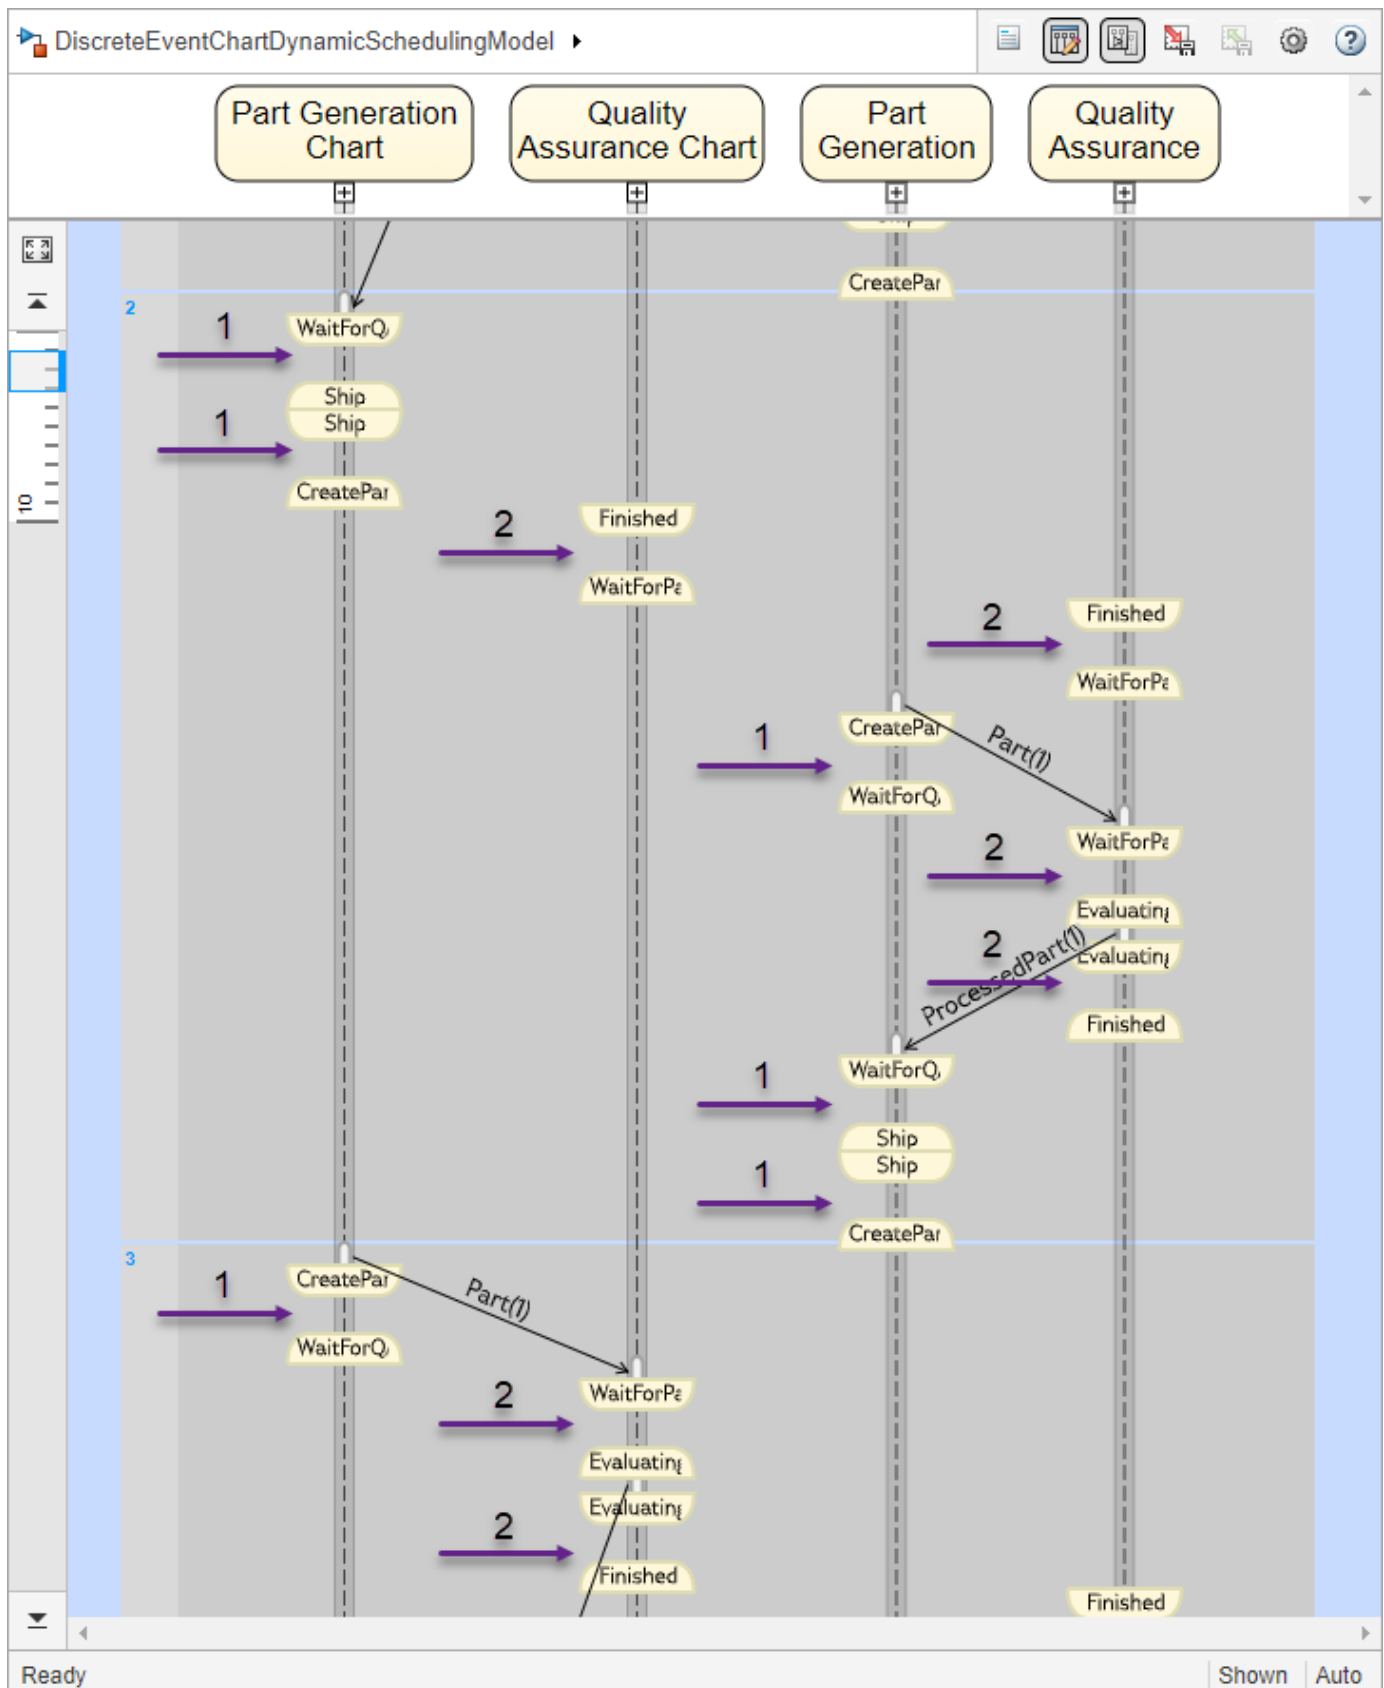 DiscreteEventChartDynamicSchedulingModel
Part Generation
Chart
Quality
Assurance Chart
Part
Generation
Quality
Assurance
CreatePar
2
1
WaitForQ
Ship
Ship
1
CreatePar
10
2
Finished
WaitForPa
2
Finished
WaitForPa
1
CreatePar
Part(1)
WaitForQ
2
WaitForPa
Evaluating
2
ProcessedPart(1)
Evaluating
Finished
1
WaitForQ
Ship
Ship
1
CreatePar
3
1
CreatePar
Part(1)
WaitForQ
2
WaitForPa
Evaluating
Evaluating
2
Finished
Finished
Ready
Shown
Auto